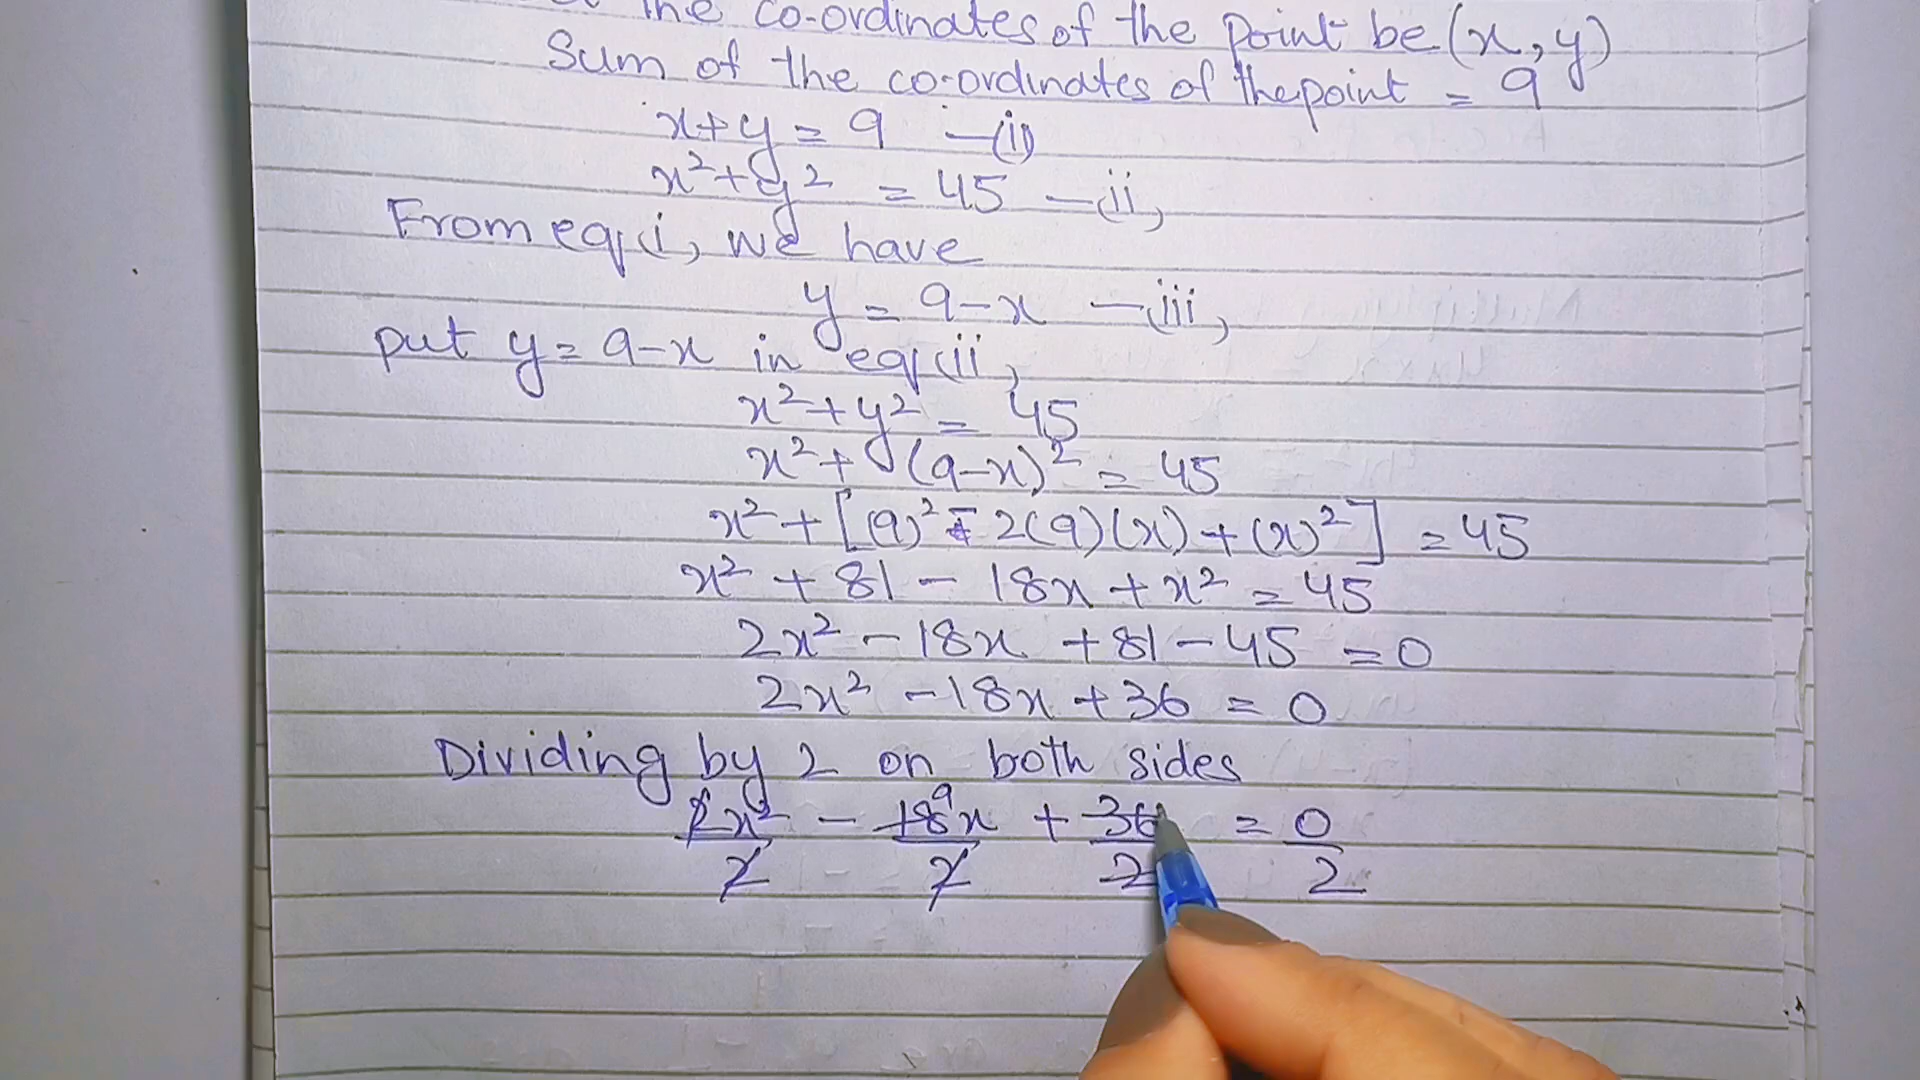 the co-ordinates of the point be (x, y)
Sum of the co-ordinates of the point = 9
x+y = 9 —(i)
x²+y² = 45 —(ii)
From eq(i), we have
y = 9-x —(iii)
put y = 9-x in eq(ii)
x²+y² = 45
x²+(9-x)² = 45
x²+[(9)² - 2(9)(x)+(x)²] = 45
x² + 81 - 18x + x² = 45
2x² - 18x + 81 - 45 = 0
2x² - 18x + 36 = 0
Dividing by 2 on both sides
2x²/2 - 18x/2 9 + 36/2 = 0/2